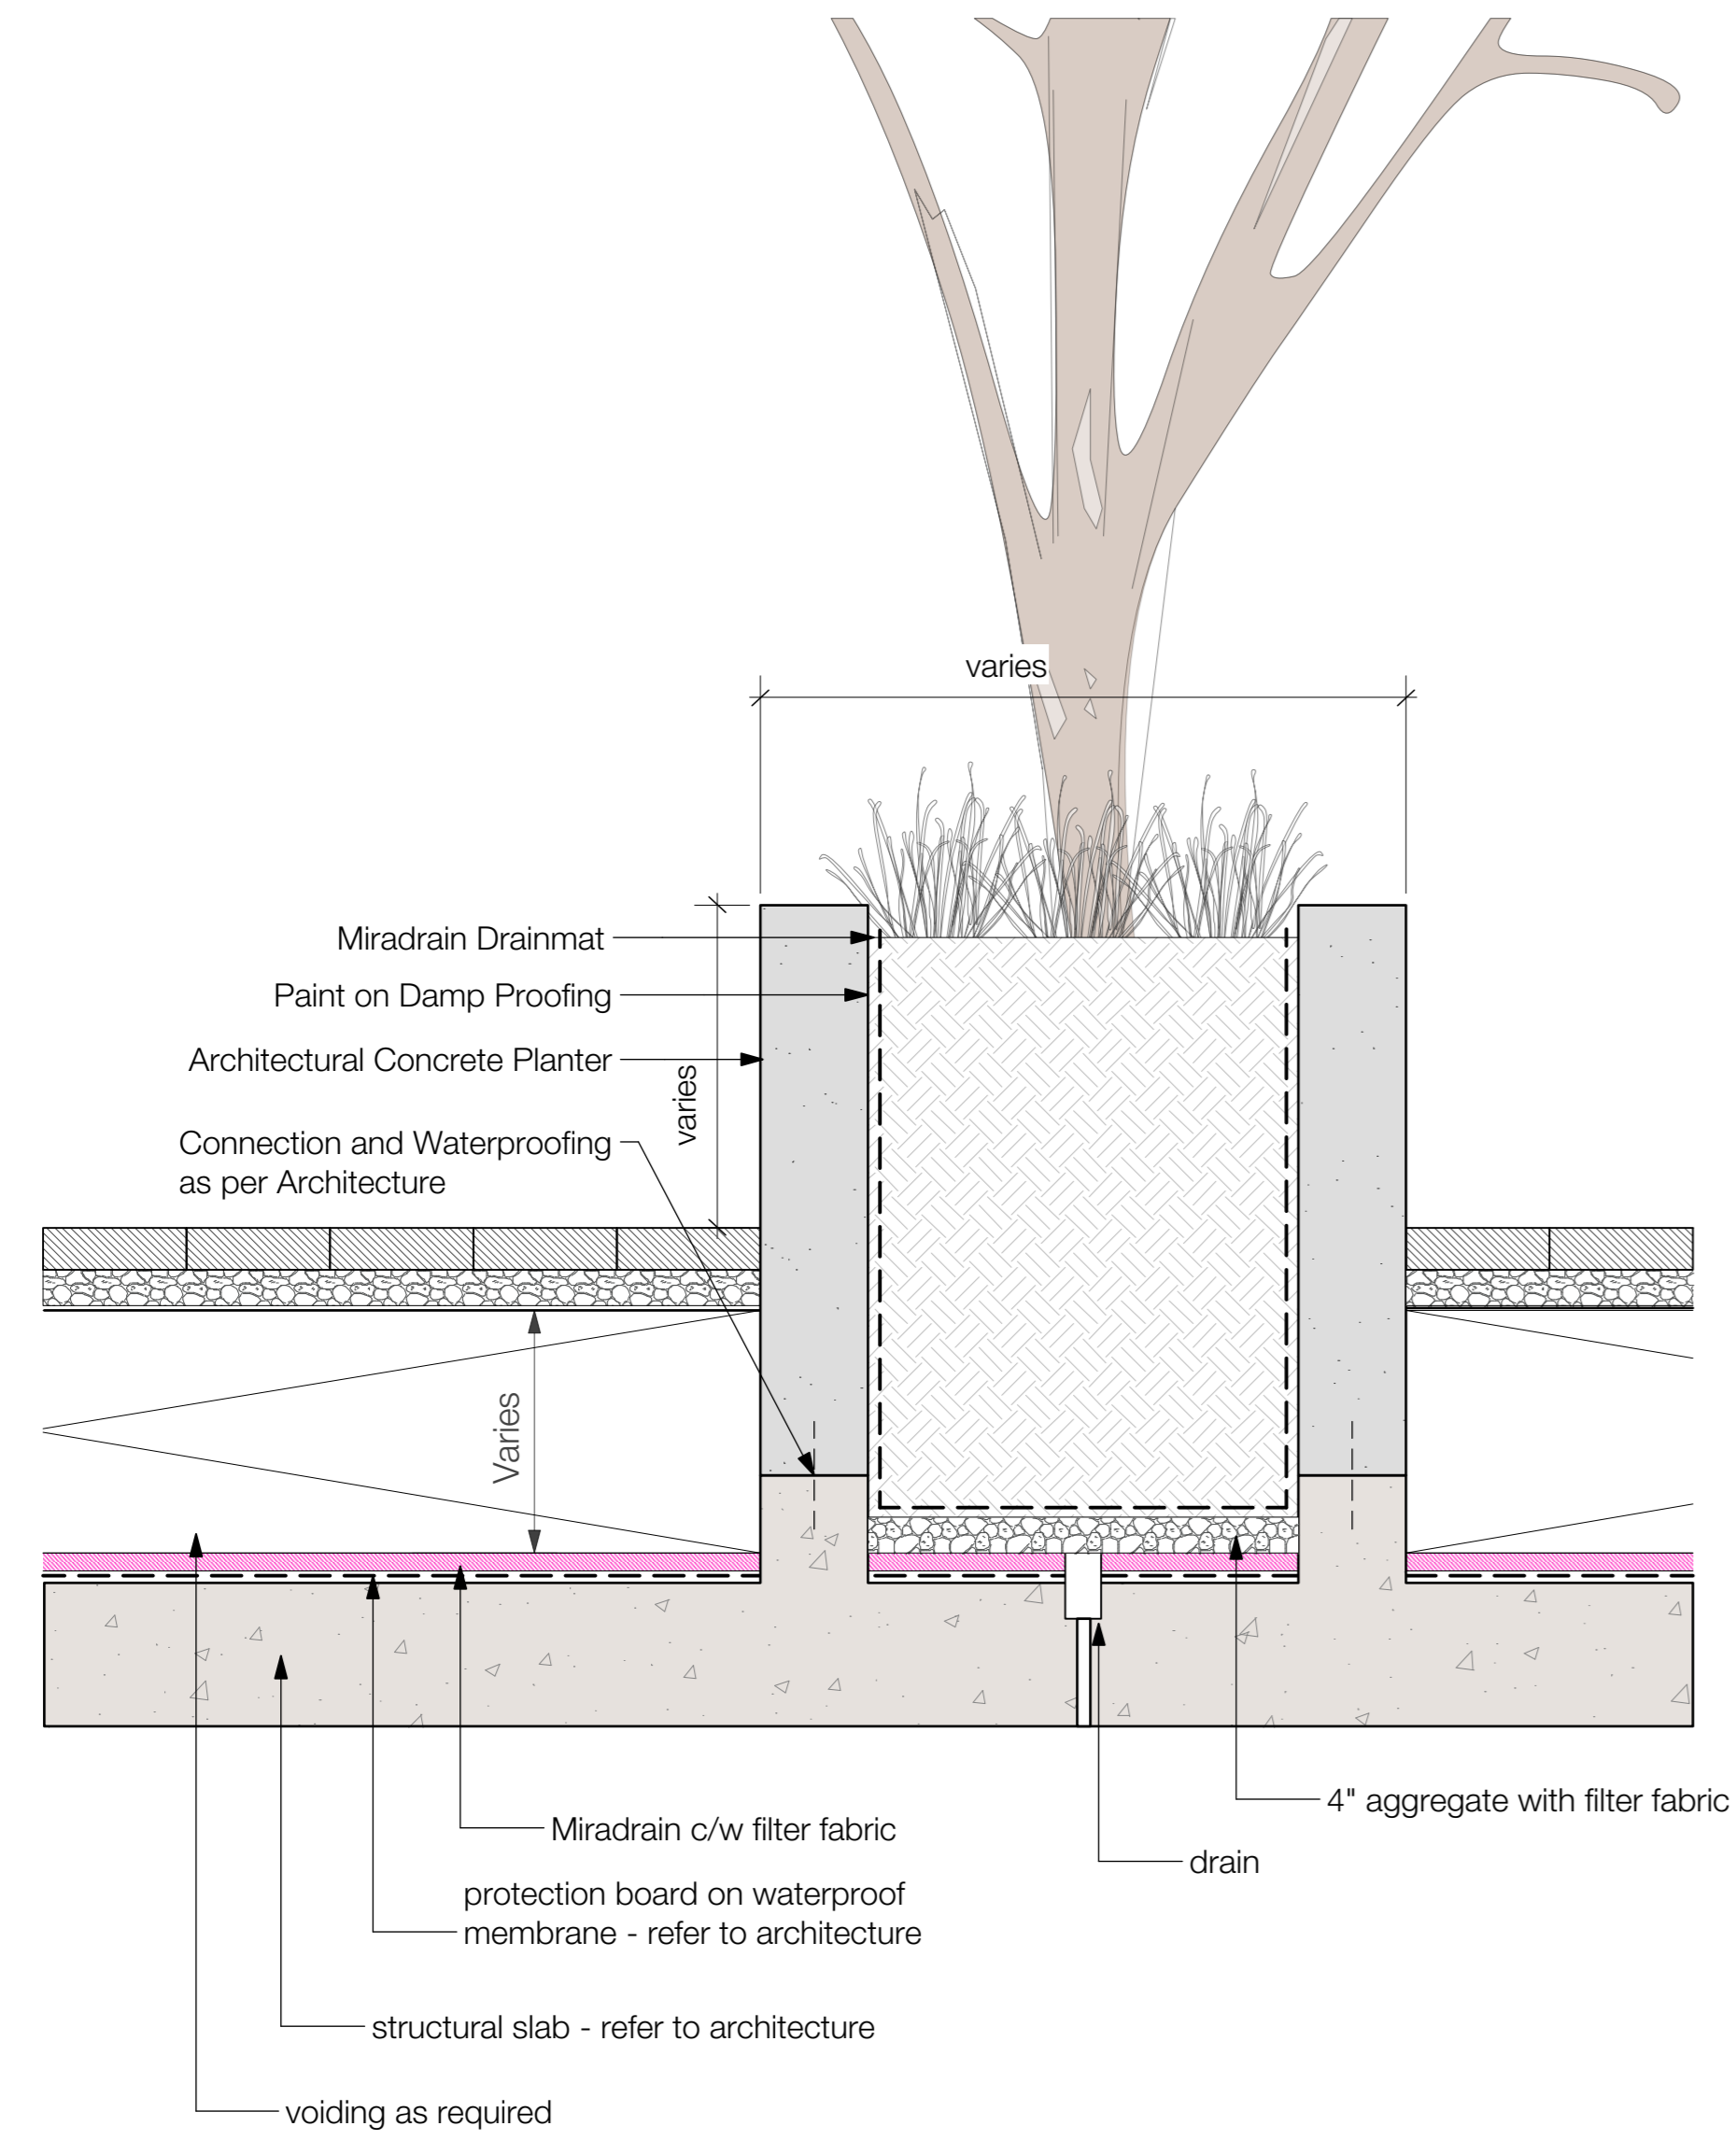 varies
Miradrain Drainmat
Paint on Damp Proofing
Architectural Concrete Planter
varies
Connection and Waterproofing
as per Architecture
Varies
4" aggregate with filter fabric
Miradrain c/w filter fabric
drain
protection board on waterproof
membrane - refer to architecture
structural slab - refer to architecture
voiding as required